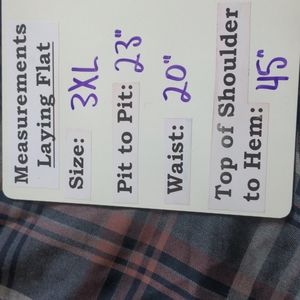 Measurements
Laying Flat
Size: 3XL
Pit to Pit: 23"
Waist: 20"
Top of Shoulder
to Hem: 45"